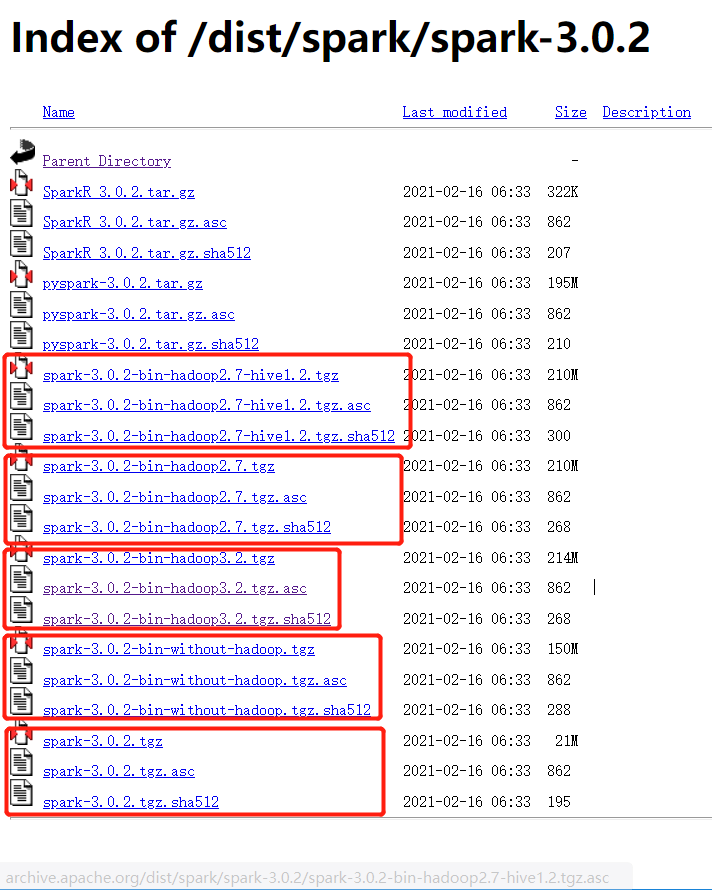 Index of /dist/spark/spark-3.0.2
Name Last modified Size Description
Parent Directory -
SparkR_3.0.2.tar.gz 2021-02-16 06:33 322K
SparkR_3.0.2.tar.gz.asc 2021-02-16 06:33 862
SparkR_3.0.2.tar.gz.sha512 2021-02-16 06:33 207
pyspark-3.0.2.tar.gz 2021-02-16 06:33 195M
pyspark-3.0.2.tar.gz.asc 2021-02-16 06:33 862
pyspark-3.0.2.tar.gz.sha512 2021-02-16 06:33 210
spark-3.0.2-bin-hadoop2.7-hive1.2.tgz 2021-02-16 06:33 210M
spark-3.0.2-bin-hadoop2.7-hive1.2.tgz.asc 2021-02-16 06:33 862
spark-3.0.2-bin-hadoop2.7-hive1.2.tgz.sha512 2021-02-16 06:33 300
spark-3.0.2-bin-hadoop2.7.tgz 2021-02-16 06:33 210M
spark-3.0.2-bin-hadoop2.7.tgz.asc 2021-02-16 06:33 862
spark-3.0.2-bin-hadoop2.7.tgz.sha512 2021-02-16 06:33 268
spark-3.0.2-bin-hadoop3.2.tgz 2021-02-16 06:33 214M
spark-3.0.2-bin-hadoop3.2.tgz.asc 2021-02-16 06:33 862
spark-3.0.2-bin-hadoop3.2.tgz.sha512 2021-02-16 06:33 268
spark-3.0.2-bin-without-hadoop.tgz 2021-02-16 06:33 150M
spark-3.0.2-bin-without-hadoop.tgz.asc 2021-02-16 06:33 862
spark-3.0.2-bin-without-hadoop.tgz.sha512 2021-02-16 06:33 288
spark-3.0.2.tgz 2021-02-16 06:33 21M
spark-3.0.2.tgz.asc 2021-02-16 06:33 862
spark-3.0.2.tgz.sha512 2021-02-16 06:33 195
archive.apache.org/dist/spark/spark-3.0.2/spark-3.0.2-bin-hadoop2.7-hive1.2.tgz.asc